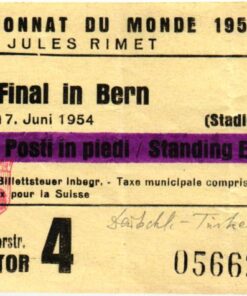 IONNAT DU MONDE 195
JULES RIMET
Final in Bern
17. Juni 1954 (Stadi
Posti in piedi / Standing E
Billettsteuer Inbegr. - Taxe municipale compris
x pour la Suisse
orstr.
TOR 4 0566